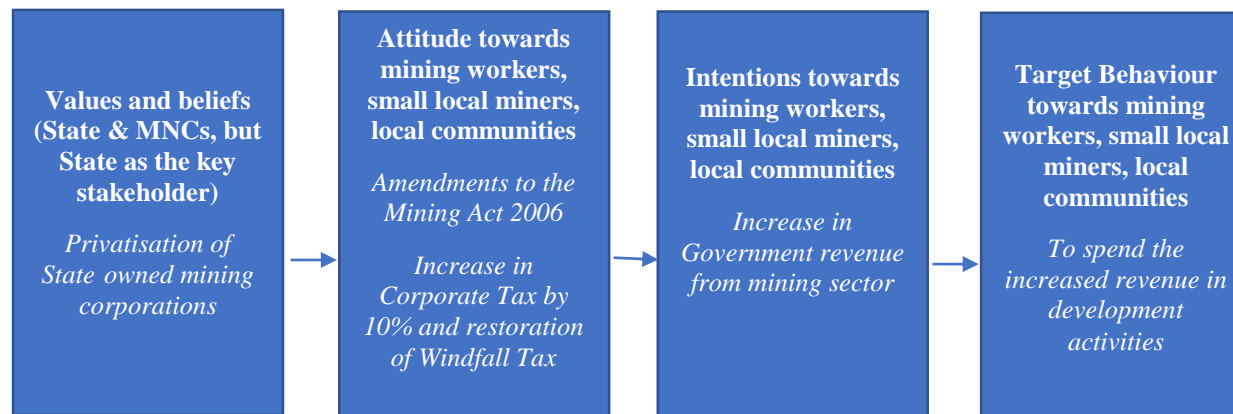 Values and beliefs
(State & MNCs, but
State as the key
stakeholder)
Privatisation of
State owned mining
corporations
Attitude towards
mining workers,
small local miners,
local communities
Amendments to the
Mining Act 2006
Increase in
Corporate Tax by
10% and restoration
of Windfall Tax
Intentions towards
mining workers,
small local miners,
local communities
Increase in
Government revenue
from mining sector
Target Behaviour
towards mining
workers, small local
miners, local
communities
To spend the
increased revenue in
development
activities